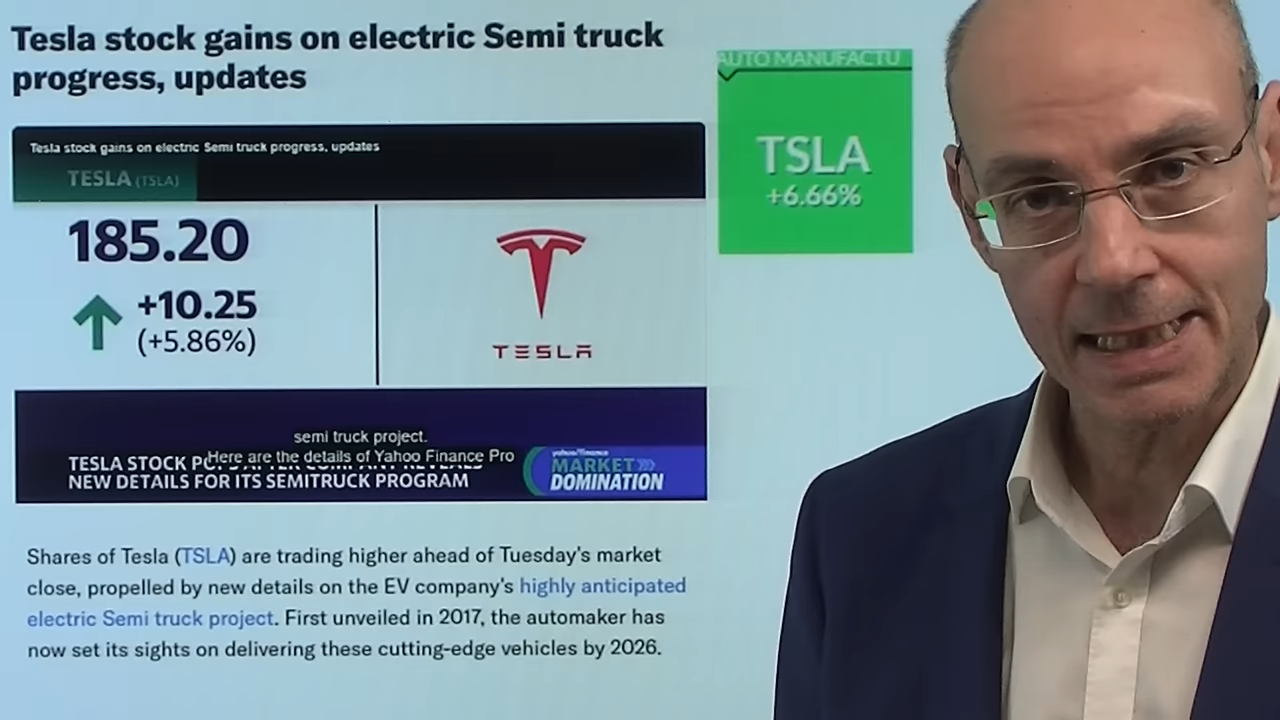 Tesla stock gains on electric Semi truck
progress, updates
AUTO MANUFACTU
TSLA
+6.66%
Tesla stock gains on electric Semi truck progress, updates
TESLA (TSLA)
185.20
+10.25
(+5.86%)
TESLA
semi truck project.
Here are the details of Yahoo Finance Pro
TESLA STOCK
NEW DETAILS FOR ITS SEMITRUCK PROGRAM
yahoo!finance
MARKET
DOMINATION
Shares of Tesla (TSLA) are trading higher ahead of Tuesday's market
close, propelled by new details on the EV company's highly anticipated
electric Semi truck project. First unveiled in 2017, the automaker has
now set its sights on delivering these cutting-edge vehicles by 2026.